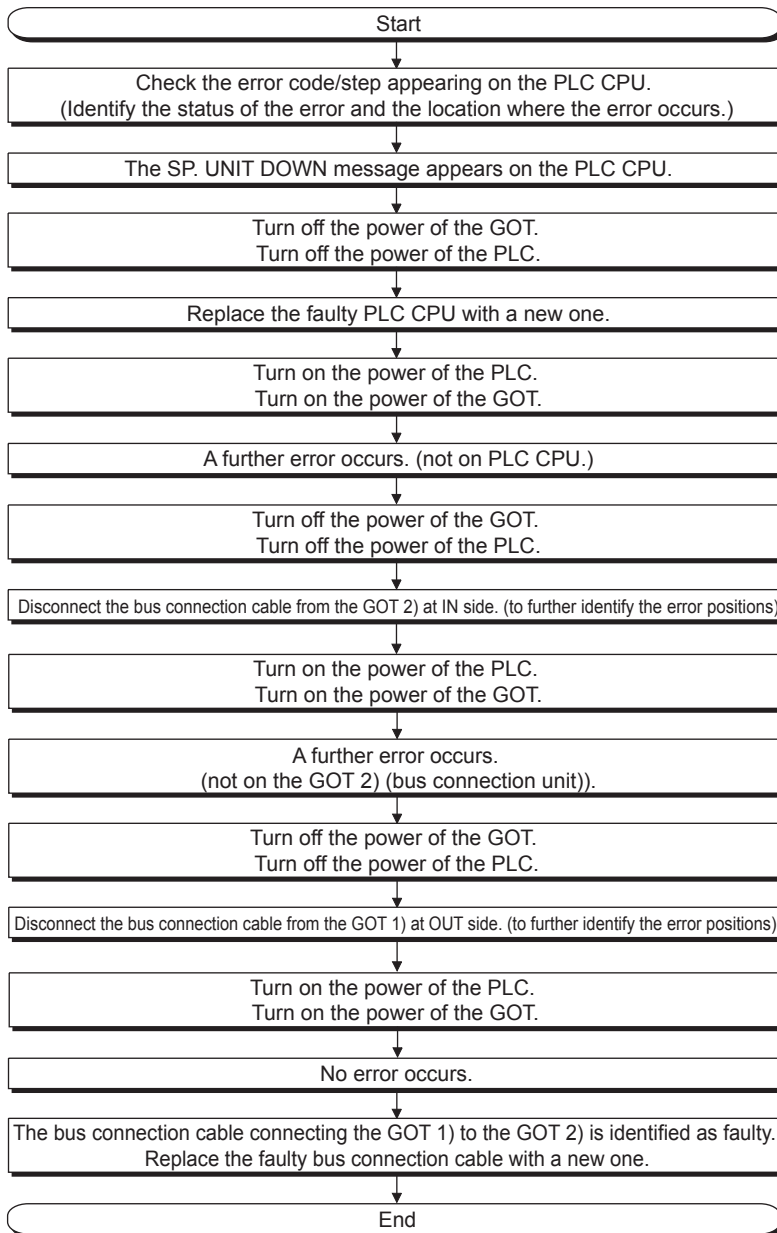 Start
Check the error code/step appearing on the PLC CPU.
(Identify the status of the error and the location where the error occurs.)
The SP. UNIT DOWN message appears on the PLC CPU.
Turn off the power of the GOT.
Turn off the power of the PLC.
Replace the faulty PLC CPU with a new one.
Turn on the power of the PLC.
Turn on the power of the GOT.
A further error occurs. (not on PLC CPU.)
Turn off the power of the GOT.
Turn off the power of the PLC.
Disconnect the bus connection cable from the GOT 2) at IN side. (to further identify the error positions)
Turn on the power of the PLC.
Turn on the power of the GOT.
A further error occurs.
(not on the GOT 2) (bus connection unit)).
Turn off the power of the GOT.
Turn off the power of the PLC.
Disconnect the bus connection cable from the GOT 1) at OUT side. (to further identify the error positions)
Turn on the power of the PLC.
Turn on the power of the GOT.
No error occurs.
The bus connection cable connecting the GOT 1) to the GOT 2) is identified as faulty.
Replace the faulty bus connection cable with a new one.
End